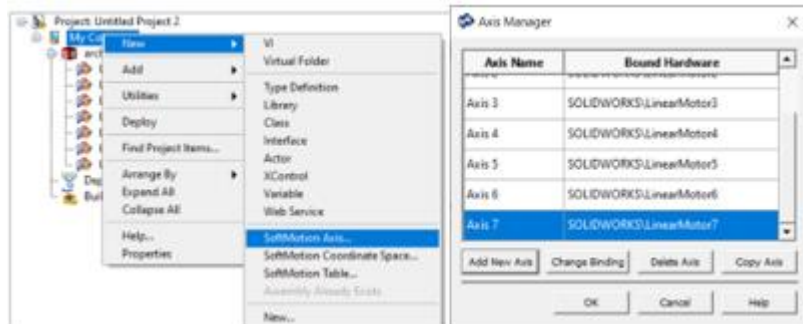 Project: Untitled Project 2
New
Add
Utilities
Deploy
Find Project Items...
Arrange By
Expand All
Collapse All
Help...
Properties
VI
Virtual Folder
Type Definition
Library
Class
Interface
Actor
XControl
Variable
Web Service
SoftMotion Axis...
SoftMotion Coordinate Space...
SoftMotion Table...
Assembly Already Exists
New...
Axis Manager
Axis Name Bound Hardware
Axis 3 SOLIDWORKS\LinearMotor3
Axis 4 SOLIDWORKS\LinearMotor4
Axis 5 SOLIDWORKS\LinearMotor5
Axis 6 SOLIDWORKS\LinearMotor6
Axis 7 SOLIDWORKS\LinearMotor7
Add New Axis Change Binding Delete Axis Copy Axis
OK Cancel Help